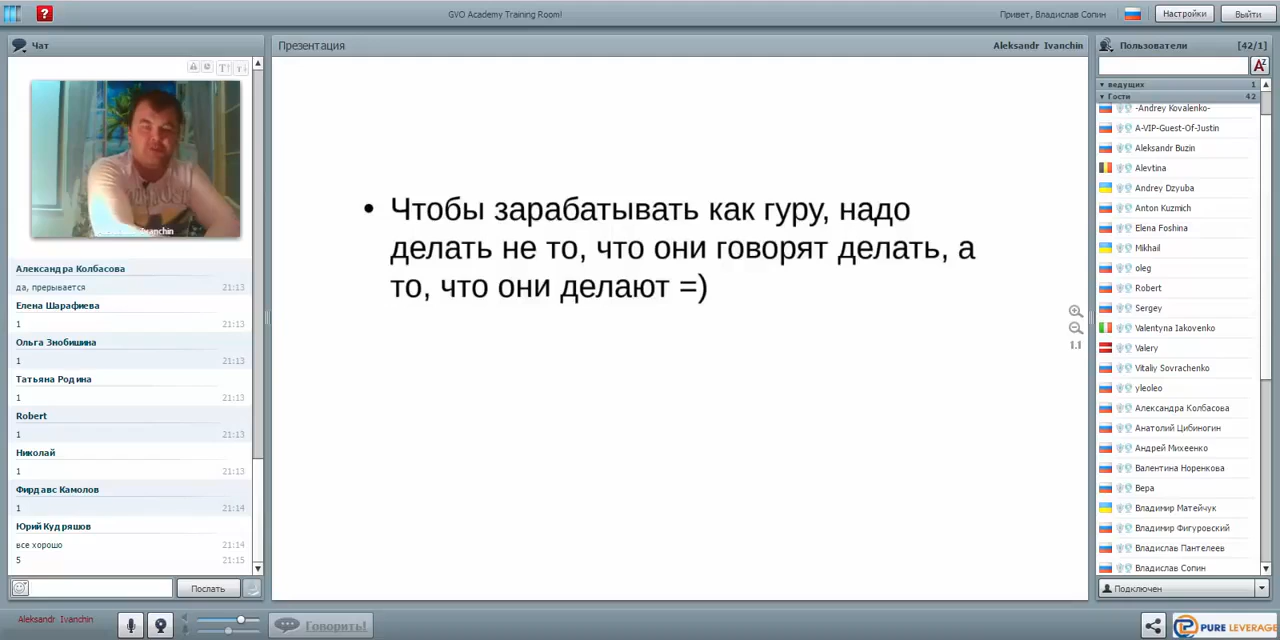 GVO Academy Training Room!
Привет, Владислав Сопин
Настройки
Выйти
Чат
Александра Колбасова
да, прерывается 21:13
Елена Шарафиева
1 21:13
Ольга Знобишина
1 21:13
Татьяна Родина
1 21:13
Robert
1 21:13
Николай
1 21:13
Фирдавс Камолов
1 21:14
Юрий Кудряшов
все хорошо 21:14
5 21:15
Послать
Презентация
Aleksandr Ivanchin
• Чтобы зарабатывать как гуру, надо
делать не то, что они говорят делать, а
то, что они делают =)
1.1
Пользователи [42/1]
ведущих 1
Гости 42
-Andrey Kovalenko-
A-VIP-Guest-Of-Justin
Aleksandr Buzin
Alevtina
Andrey Dzyuba
Anton Kuzmich
Elena Foshina
Mikhail
oleg
Robert
Sergey
Valentyna Iakovenko
Valery
Vitaliy Sovrachenko
yleoleo
Александра Колбасова
Анатолий Цибиногин
Андрей Михеенко
Валентина Норенкова
Вера
Владимир Матейчук
Владимир Фигуровский
Владислав Пантелеев
Владислав Сопин
Подключен
Aleksandr Ivanchin
Говорить!
PURE LEVERAGE